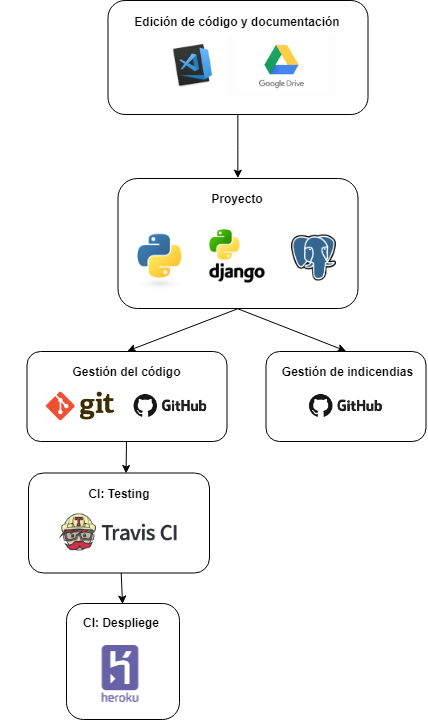 Edición de código y documentación
Google Drive
Proyecto
django
Gestión del código
git
GitHub
Gestión de indicendias
GitHub
CI: Testing
T
Travis CI
CI: Despliege
heroku